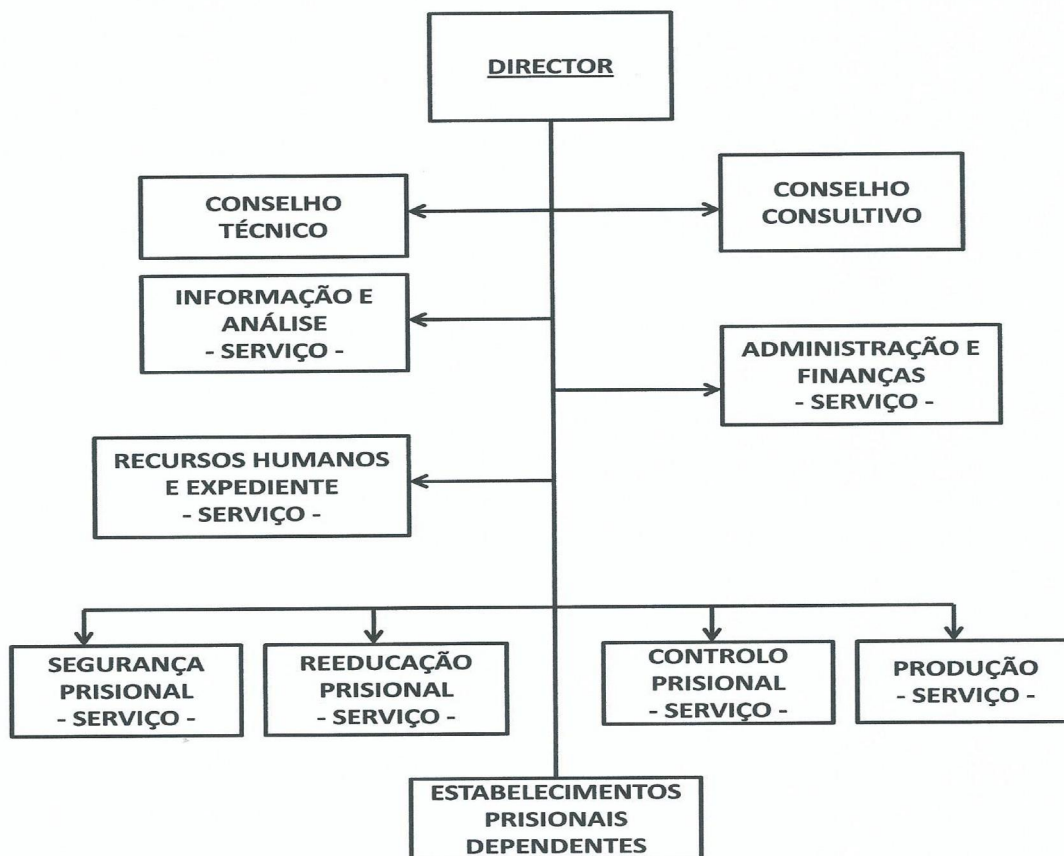 DIRECTOR
CONSELHO
TÉCNICO
CONSELHO
CONSULTIVO
INFORMAÇÃO E
ANÁLISE
- SERVIÇO -
ADMINISTRAÇÃO E
FINANÇAS
- SERVIÇO -
RECURSOS HUMANOS
E EXPEDIENTE
- SERVIÇO -
SEGURANÇA
PRISIONAL
- SERVIÇO -
REEDUCAÇÃO
PRISIONAL
- SERVIÇO -
CONTROLO
PRISIONAL
- SERVIÇO -
PRODUÇÃO
- SERVIÇO -
ESTABELECIMENTOS
PRISIONAIS
DEPENDENTES